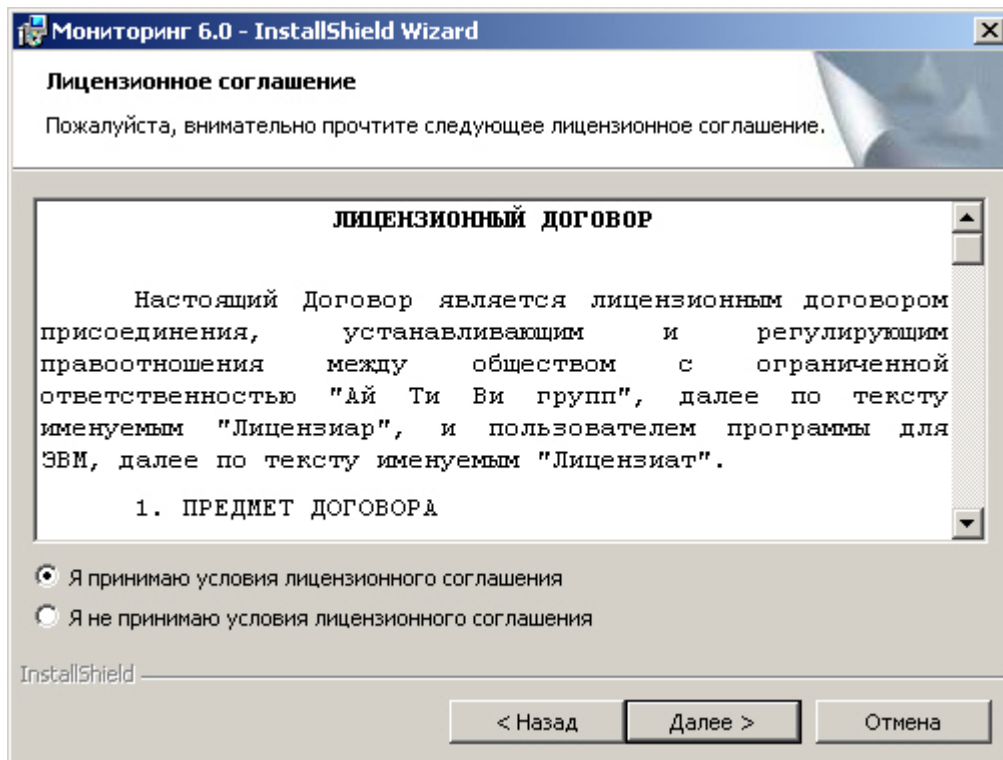 Мониторинг 6.0 - InstallShield Wizard
Лицензионное соглашение
Пожалуйста, внимательно прочтите следующее лицензионное соглашение.
ЛИЦЕНЗИОННЫЙ ДОГОВОР
Настоящий Договор является лицензионным договором
присоединения, устанавливающим и регулирующим
правоотношения между обществом с ограниченной
ответственностью "Ай Ти Ви групп", далее по тексту
именуемым "Лицензиар", и пользователем программы для
ЭВМ, далее по тексту именуемым "Лицензиат".
1. ПРЕДМЕТ ДОГОВОРА
Я принимаю условия лицензионного соглашения
Я не принимаю условия лицензионного соглашения
InstallShield
< Назад
Далее >
Отмена